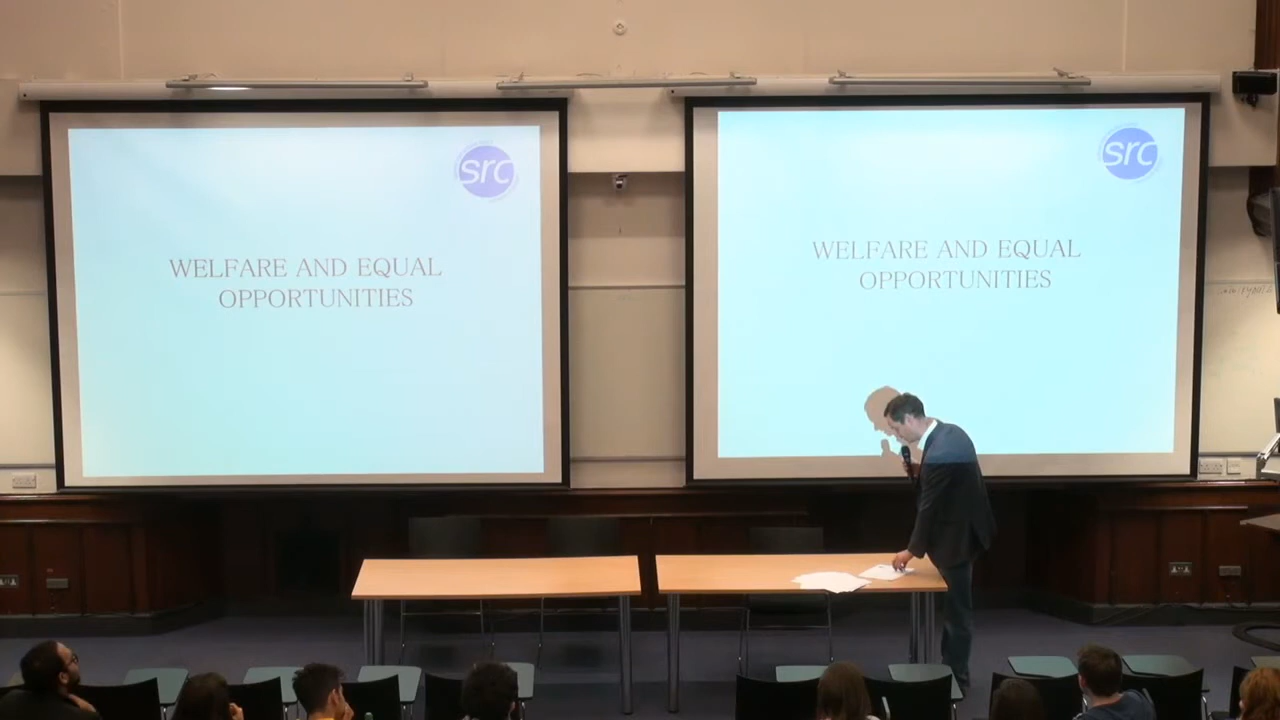 src
WELFARE AND EQUAL
OPPORTUNITIES
src
WELFARE AND EQUAL
OPPORTUNITIES